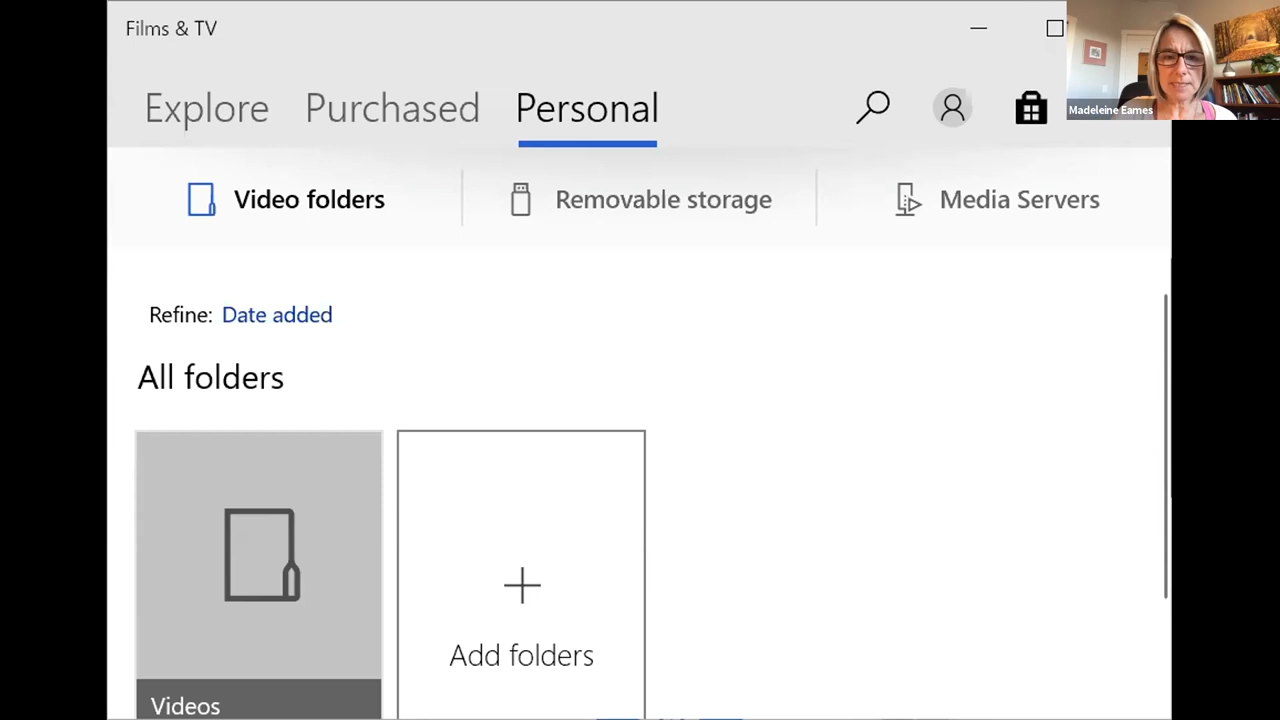 Films & TV
Explore Purchased Personal
Madeleine Eames
Video folders Removable storage Media Servers
Refine: Date added
All folders
Add folders
Videos